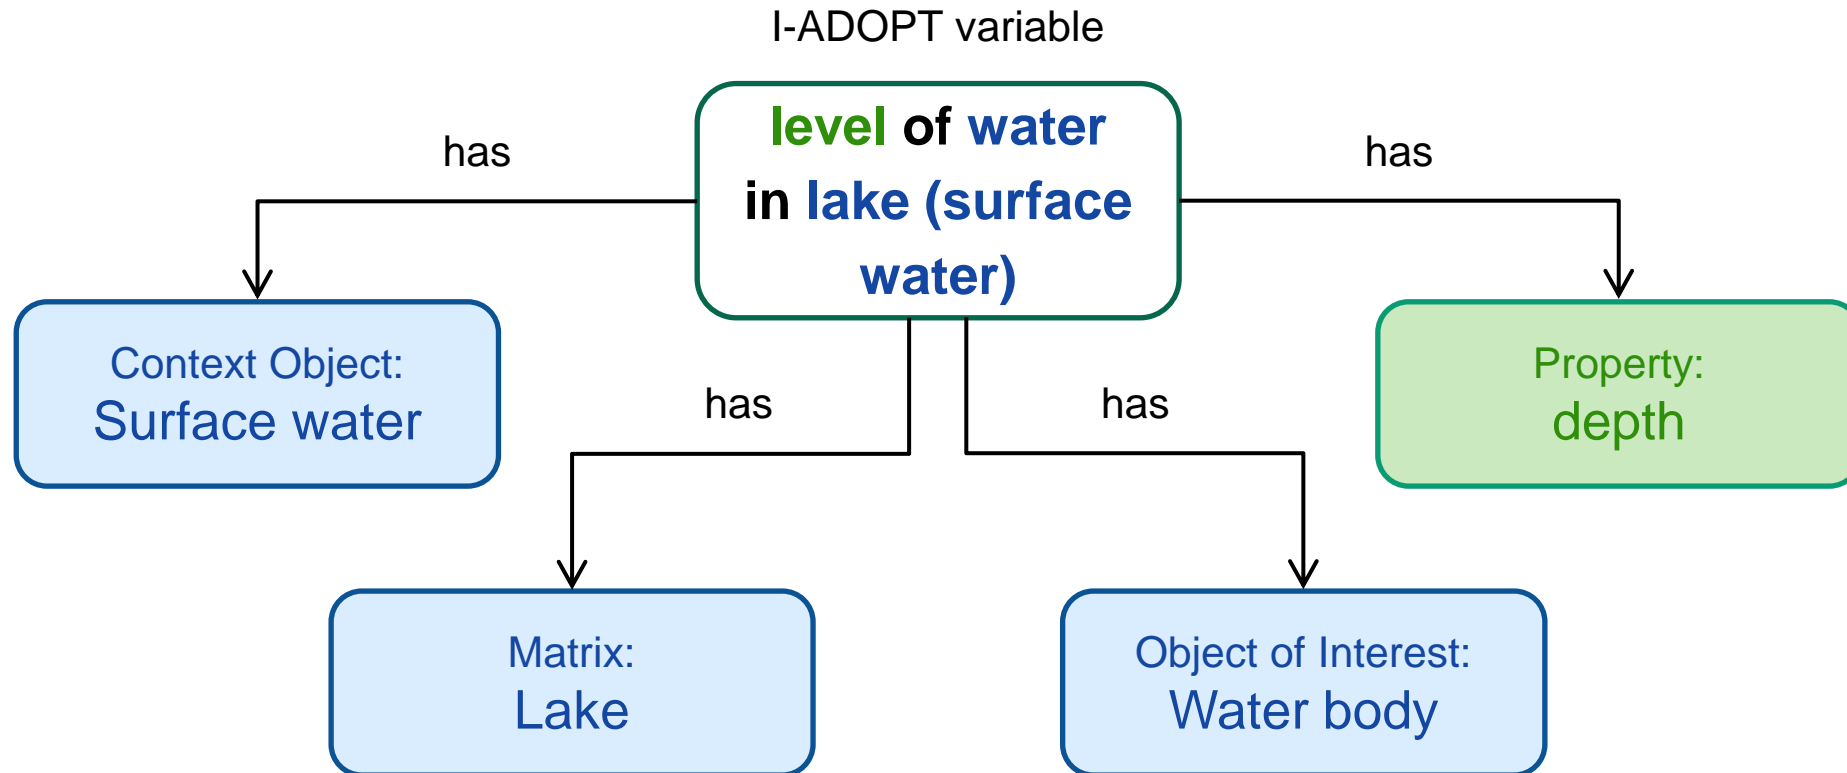 I-ADOPT variable
level of water
in lake (surface
water)
has
has
Context Object:
Surface water
Property:
depth
has
has
Matrix:
Lake
Object of Interest:
Water body